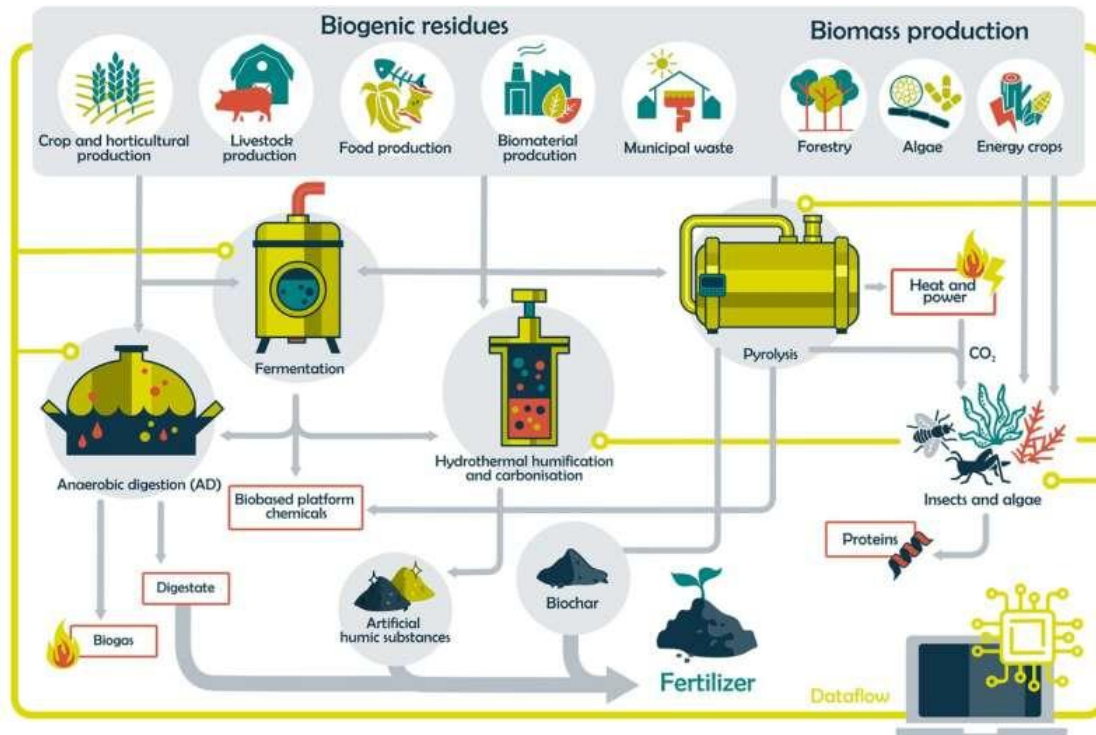 Biogenic residues
Biomass production
Crop and horticultural
production
Livestock
production
Food production
Biomaterial
prodcution
Municipal waste
Forestry
Algae
Energy crops
Fermentation
Pyrolysis
Heat and
power
CO₂
Anaerobic digestion (AD)
Hydrothermal humification
and carbonisation
Insects and algae
Biobased platform
chemicals
Proteins
Digestate
Biogas
Artificial
humic substances
Biochar
Fertilizer
Dataflow